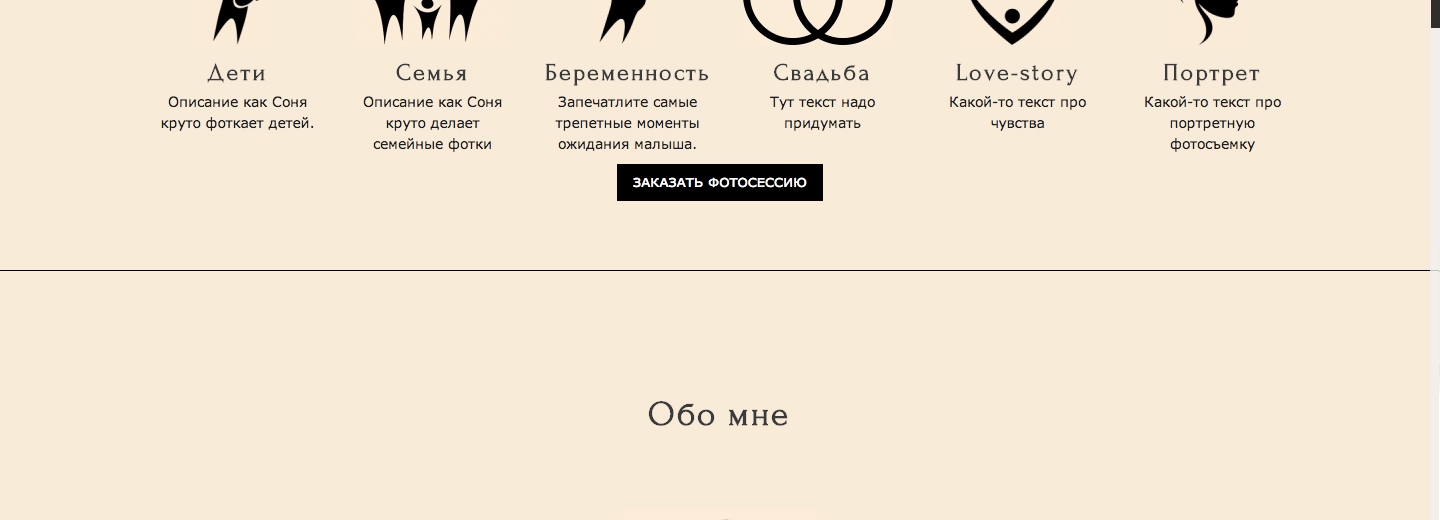 Дети
Описание как Соня
круто фоткает детей.
Семья
Описание как Соня
круто делает
семейные фотки
Беременность
Запечатлите самые
трепетные моменты
ожидания малыша.
Свадьба
Тут текст надо
придумать
Love-story
Какой-то текст про
чувства
Портрет
Какой-то текст про
портретную
фотосъемку
ЗАКАЗАТЬ ФОТОСЕССИЮ
Обо мне